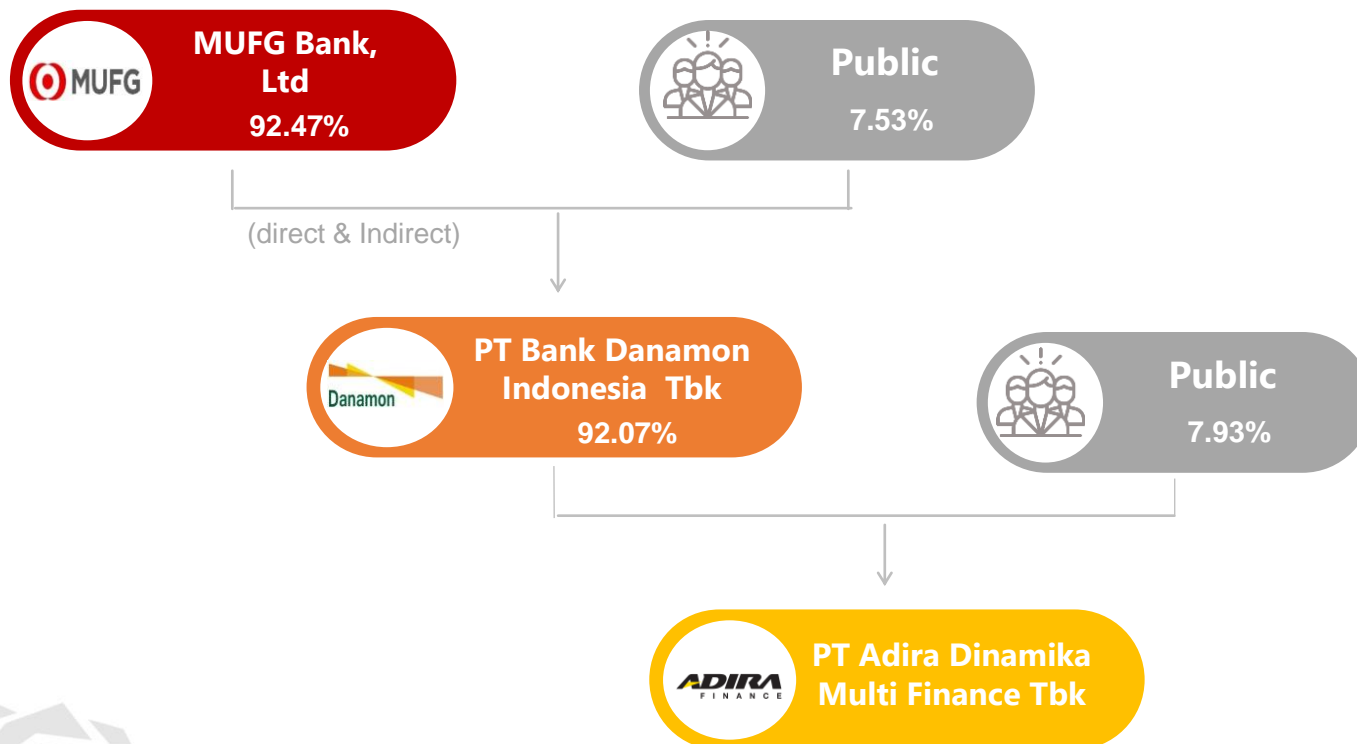 MUFG
MUFG Bank,
Ltd
92.47%
Public
7.53%
(direct & Indirect)
Danamon
PT Bank Danamon
Indonesia Tbk
92.07%
Public
7.93%
ADIRA
FINANCE
PT Adira Dinamika
Multi Finance Tbk